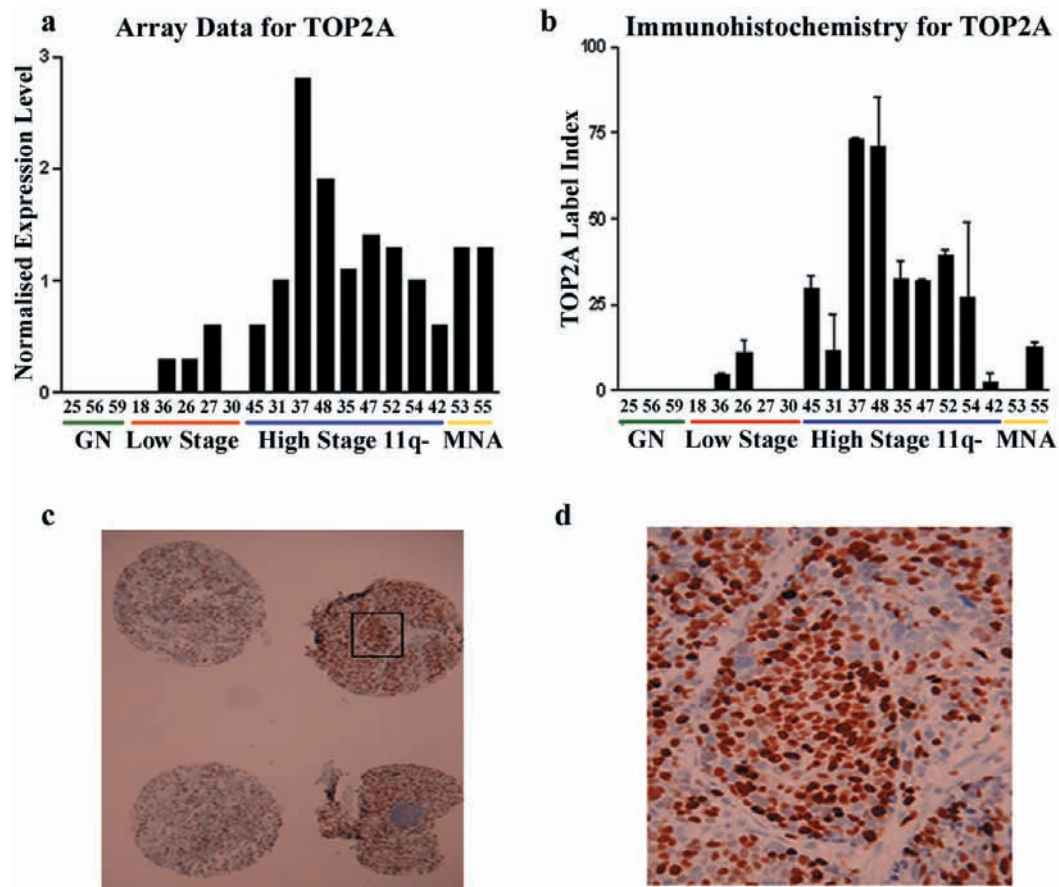 a
Array Data for TOP2A
Normalised Expression Level
3
2
1
0
25 56 59 18 36 26 27 30 45 31 37 48 35 47 52 54 42 53 55
GN Low Stage High Stage 11q- MNA
b
Immunohistochemistry for TOP2A
TOP2A Label Index
100
75
50
25
0
25 56 59 18 36 26 27 30 45 31 37 48 35 47 52 54 42 53 55
GN Low Stage High Stage 11q- MNA
c
d